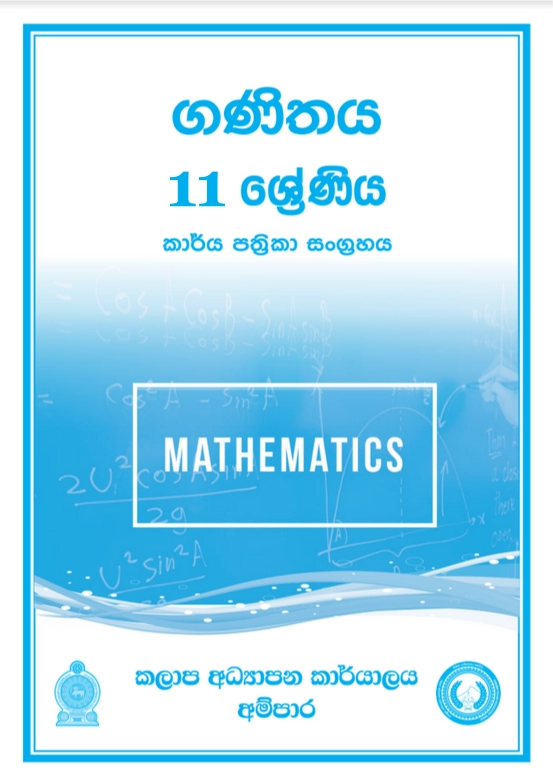 ගණිතය
11 ශ්‍රේණිය
කාර්ය පත්‍රිකා සංග්‍රහය
MATHEMATICS
කලාප අධ්‍යාපන කාර්යාලය
අම්පාර